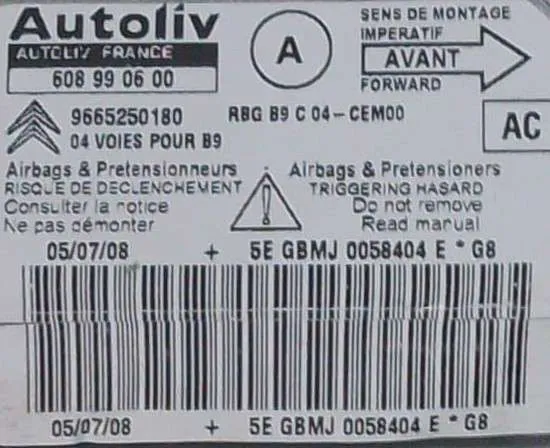 Autoliv
AUTOLIV FRANCE
608 99 06 00
A
SENS DE MONTAGE
IMPERATIF
AVANT
FORWARD
9665250180
RBG B9 C 04-CEM00
AC
04 VOIES POUR B9
Airbags & Pretensionneurs
RISQUE DE DECLENCHEMENT
Consulter la notice
Ne pas démonter
Airbags & Pretensioners
TRIGGERING HASARD
Do not remove
Read manual
05/07/08 + 5E GBMJ 0058404 E * G8
05/07/08 + 5E GBMJ 0058404 E * G8